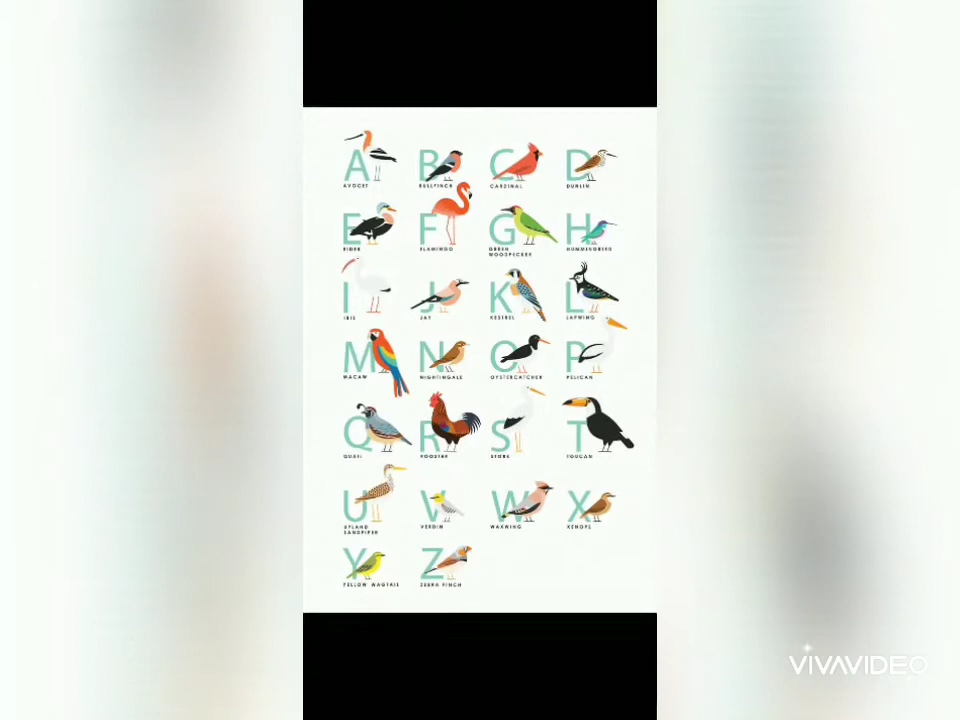 A B C D
AVOCET BULLFINCH CARDINAL DUNLIN
E F G H
EIDER FLAMINGO GREEN WOODPECKER HUMMINGBIRD
I J K L
IBIS JAY KESTREL LAPWING
M N O P
MACAW NIGHTINGALE OYSTERCATCHER PELICAN
Q R S T
QUAIL ROOSTER STORK TOUCAN
U V W X
UPLAND SANDPIPER VERDIN WAXWING XENOPS
Y Z
YELLOW WAGTAIL ZEBRA FINCH
VIVAVIDEO